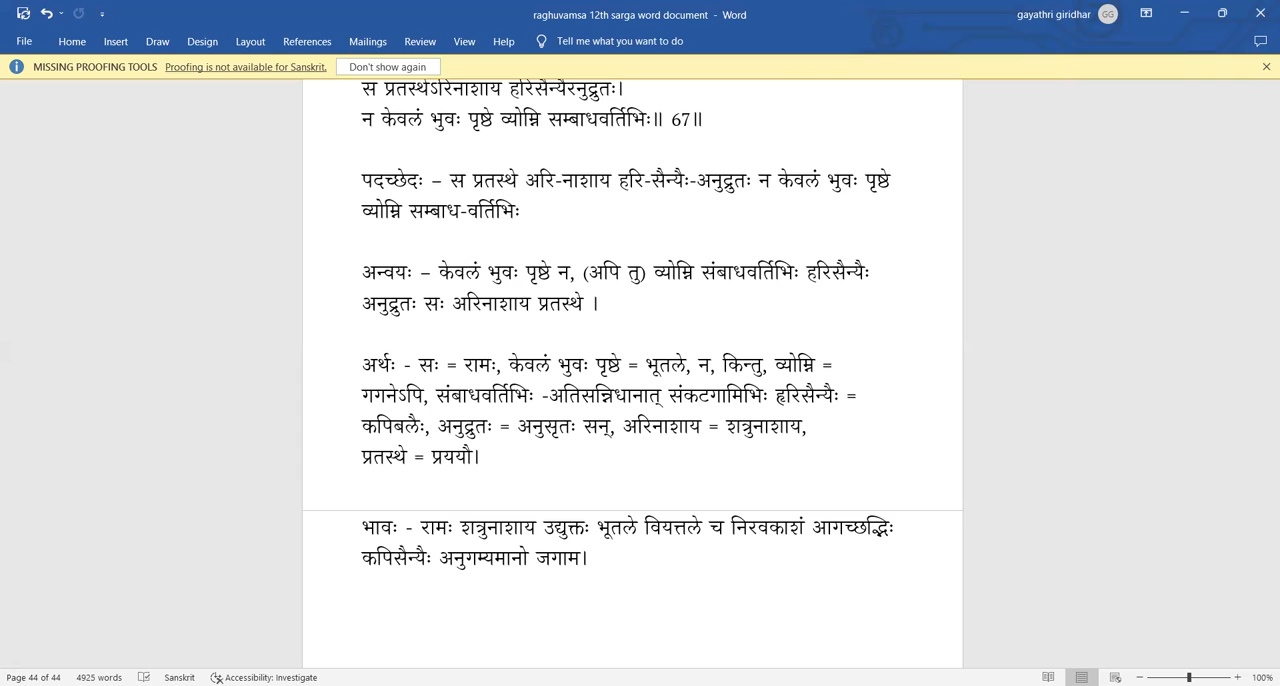 raghuvamsa 12th sarga word document - Word
gayathri giridhar GG
File Home Insert Draw Design Layout References Mailings Review View Help Tell me what you want to do
MISSING PROOFING TOOLS Proofing is not available for Sanskrit. Don't show again
स प्रतस्थेऽरिनाशाय हरिसैन्यैरनुद्रुतः।
न केवलं भुवः पृष्ठे व्योम्नि सम्बाधवर्तिभिः॥ 67॥
पदच्छेदः – स प्रतस्थे अरि-नाशाय हरि-सैन्यैः-अनुद्रुतः न केवलं भुवः पृष्ठे
व्योम्नि सम्बाध-वर्तिभिः
अन्वयः – केवलं भुवः पृष्ठे न, (अपि तु) व्योम्नि संबाधवर्तिभिः हरिसैन्यैः
अनुद्रुतः सः अरिनाशाय प्रतस्थे ।
अर्थः - सः = रामः, केवलं भुवः पृष्ठे = भूतले, न, किन्तु, व्योम्नि =
गगनेऽपि, संबाधवर्तिभिः -अतिसन्निधानात् संकटगामिभिः हृरिसैन्यैः =
कपिबलैः, अनुद्रुतः = अनुसृतः सन्, अरिनाशाय = शत्रुनाशाय,
प्रतस्थे = प्रययौ।
भावः - रामः शत्रुनाशाय उद्युक्तः भूतले वियत्तले च निरवकाशं आगच्छद्भिः
कपिसैन्यैः अनुगम्यमानो जगाम।
Page 44 of 44 4925 words Sanskrit Accessibility: Investigate 100%